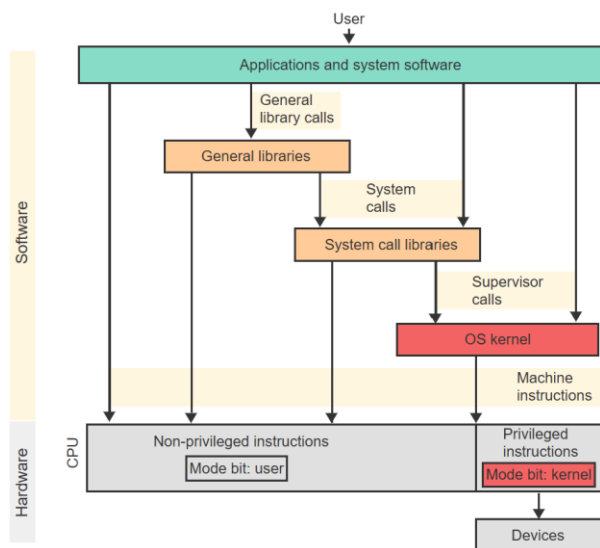 User
Applications and system software
General
library calls
General libraries
System
calls
System call libraries
Supervisor
calls
OS kernel
Machine
instructions
Software
Hardware
CPU
Non-privileged instructions
Mode bit: user
Privileged
instructions
Mode bit: kernel
Devices